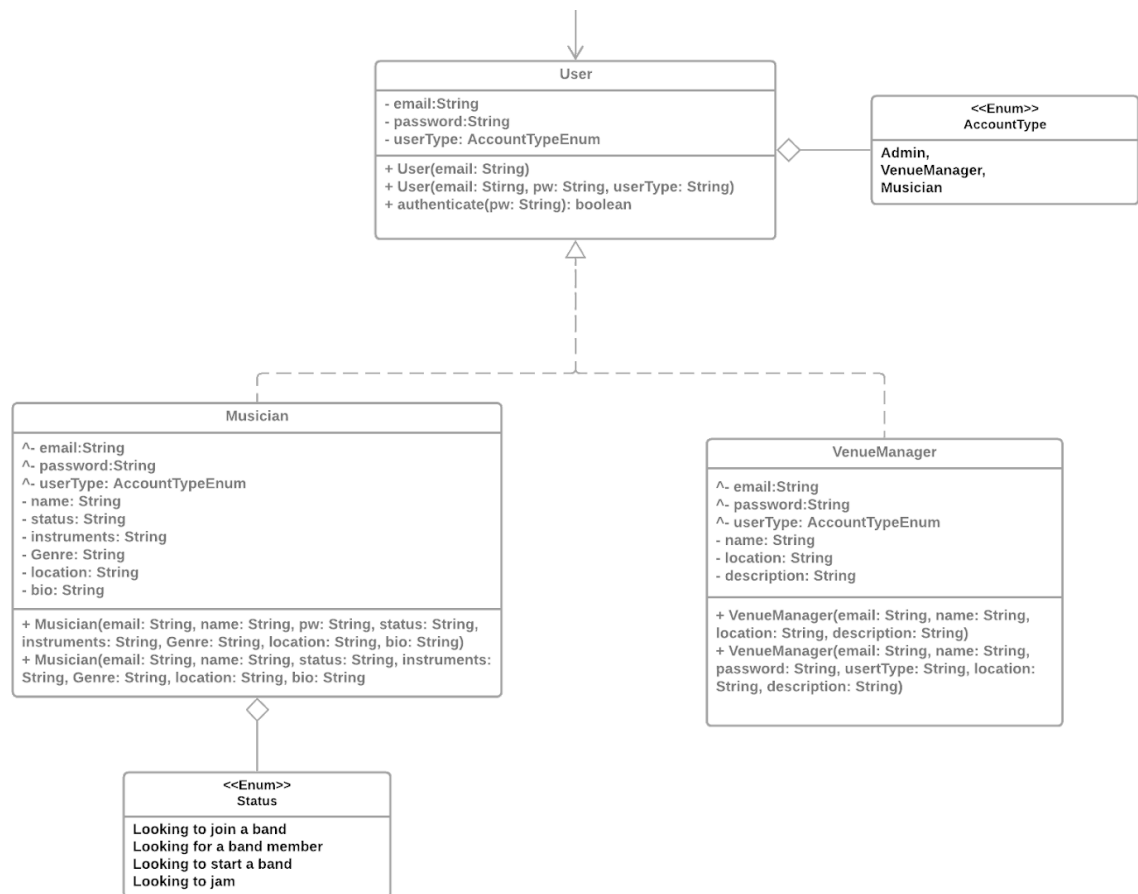 User
- email:String
- password:String
- userType: AccountTypeEnum
+ User(email: String)
+ User(email: Stirng, pw: String, userType: String)
+ authenticate(pw: String): boolean
<<Enum>>
AccountType
Admin,
VenueManager,
Musician
Musician
^- email:String
^- password:String
^- userType: AccountTypeEnum
- name: String
- status: String
- instruments: String
- Genre: String
- location: String
- bio: String
+ Musician(email: String, name: String, pw: String, status: String,
instruments: String, Genre: String, location: String, bio: String)
+ Musician(email: String, name: String, status: String, instruments:
String, Genre: String, location: String, bio: String
VenueManager
^- email:String
^- password:String
^- userType: AccountTypeEnum
- name: String
- location: String
- description: String
+ VenueManager(email: String, name: String,
location: String, description: String)
+ VenueManager(email: String, name: String,
password: String, usertType: String, location:
String, description: String)
<<Enum>>
Status
Looking to join a band
Looking for a band member
Looking to start a band
Looking to jam